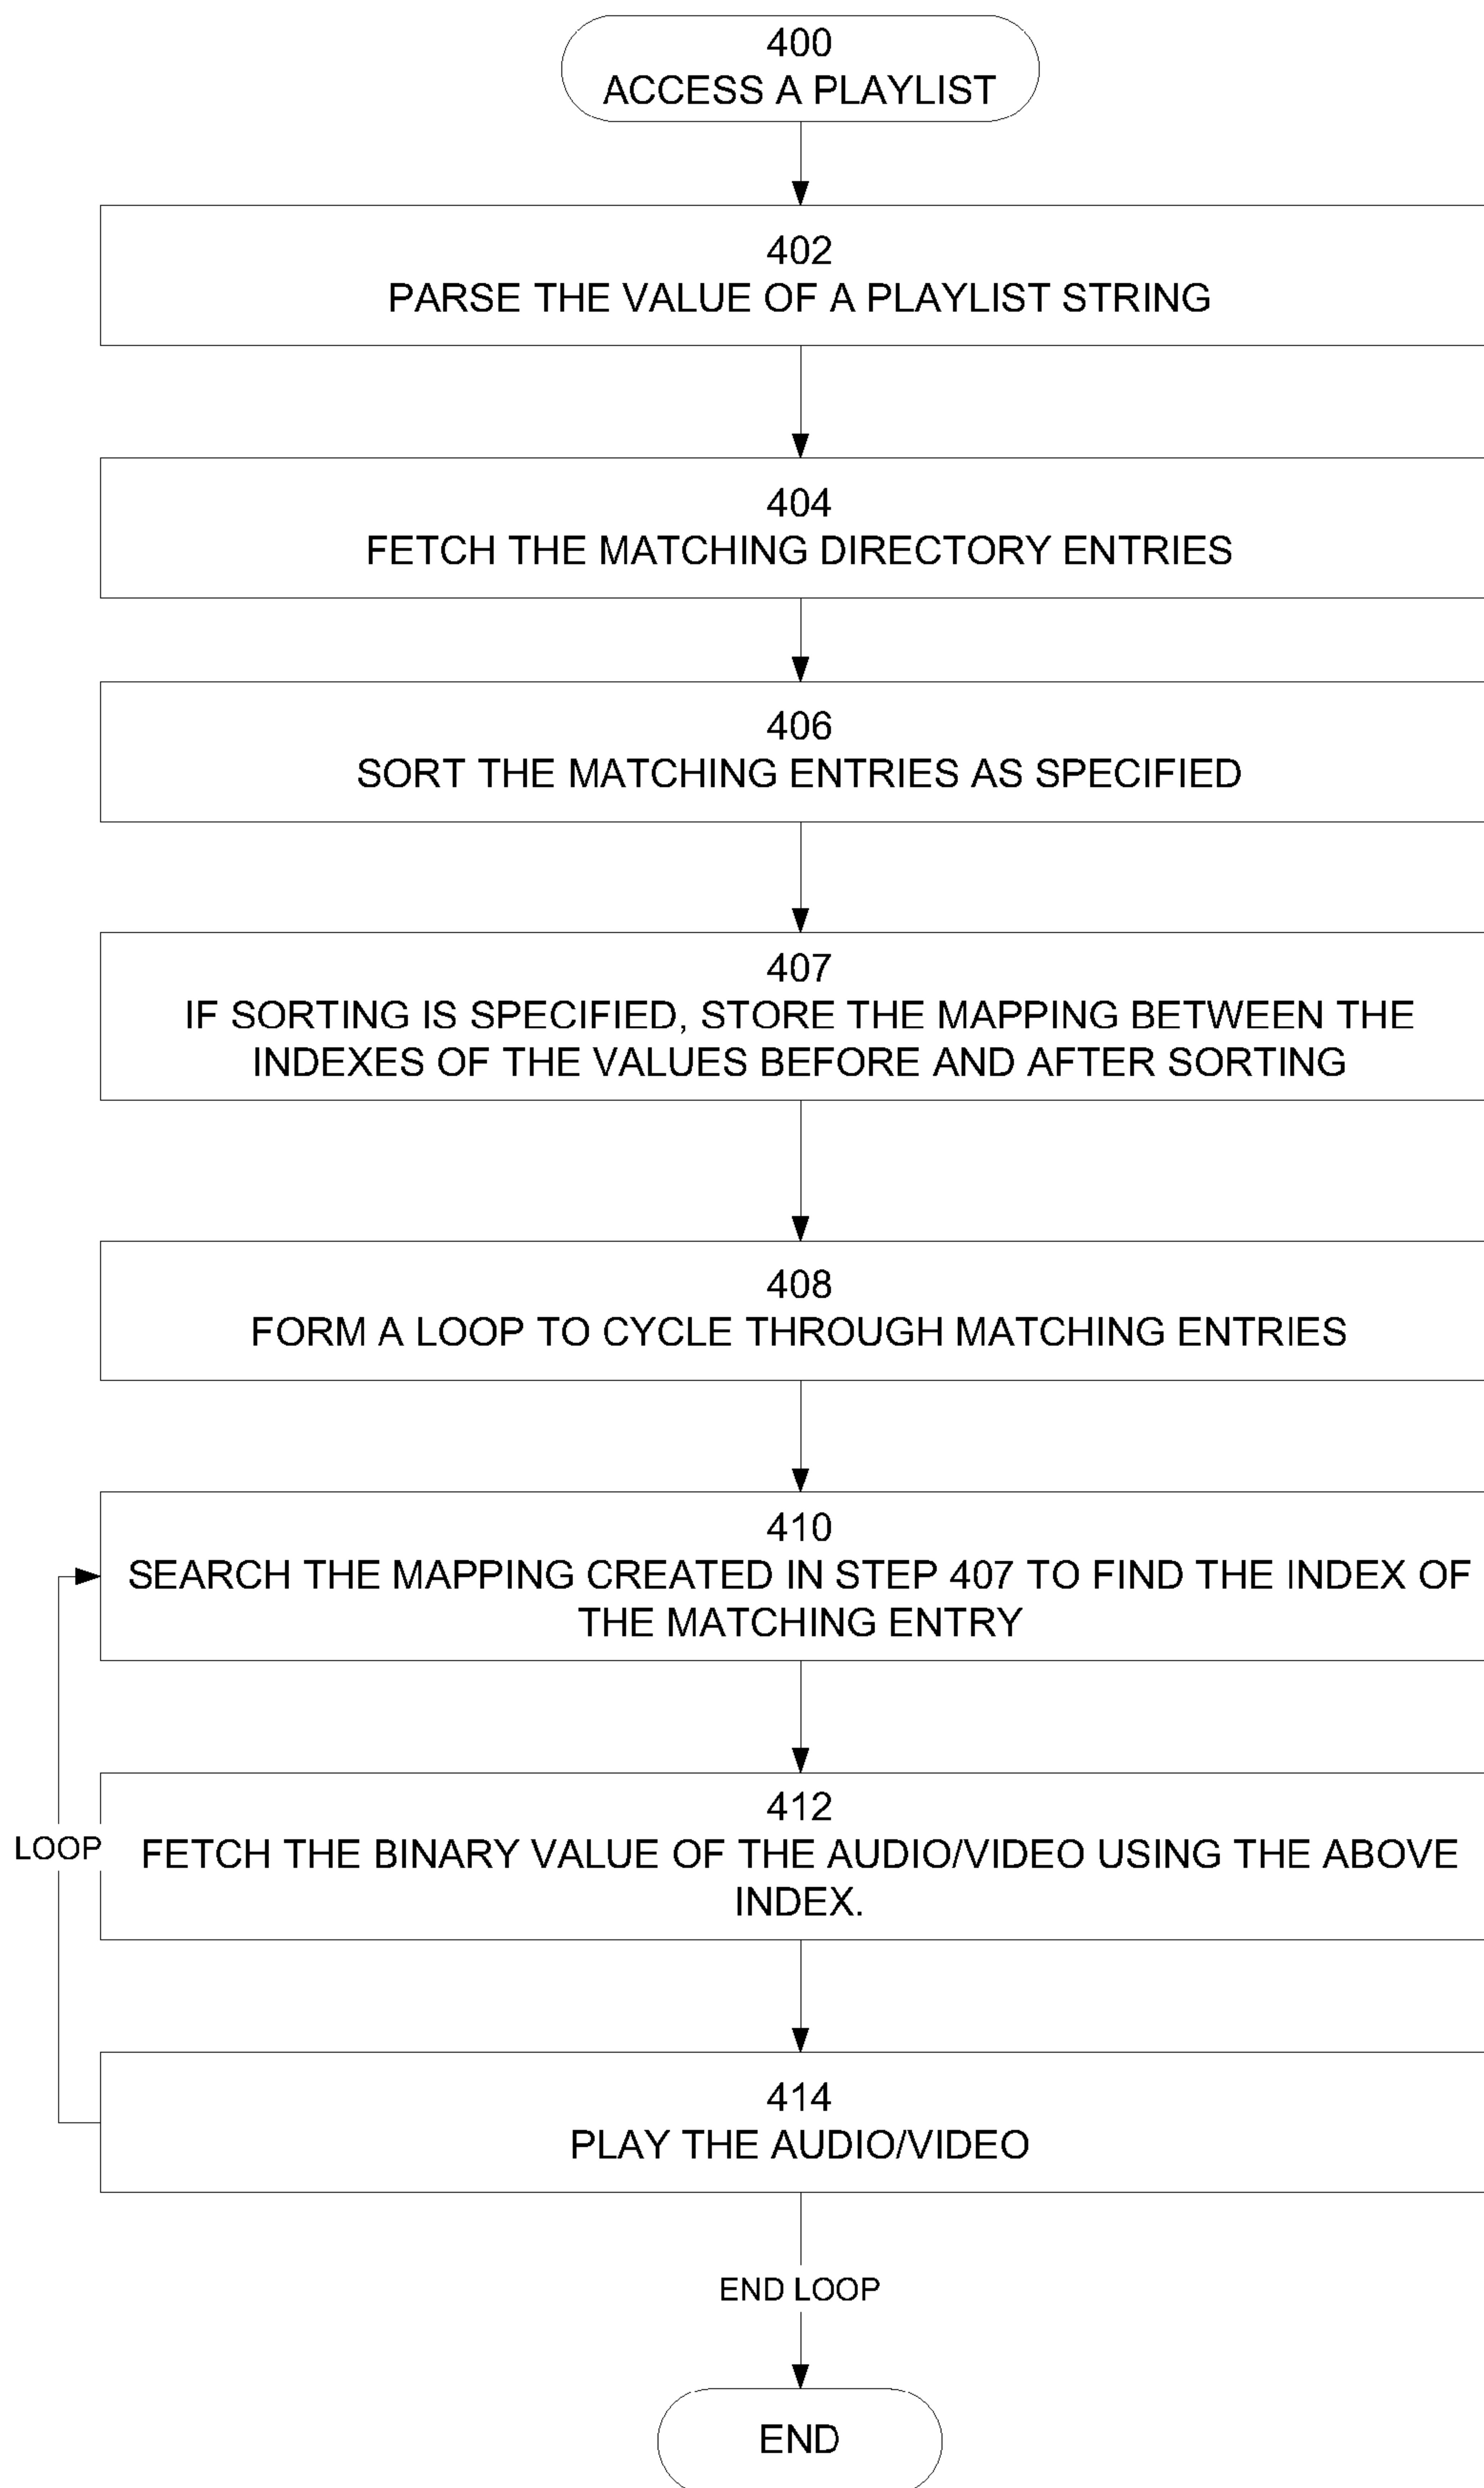 400
ACCESS A PLAYLIST
402
PARSE THE VALUE OF A PLAYLIST STRING
404
FETCH THE MATCHING DIRECTORY ENTRIES
406
SORT THE MATCHING ENTRIES AS SPECIFIED
407
IF SORTING IS SPECIFIED, STORE THE MAPPING BETWEEN THE
INDEXES OF THE VALUES BEFORE AND AFTER SORTING
408
FORM A LOOP TO CYCLE THROUGH MATCHING ENTRIES
410
SEARCH THE MAPPING CREATED IN STEP 407 TO FIND THE INDEX OF
THE MATCHING ENTRY
412
LOOP
FETCH THE BINARY VALUE OF THE AUDIO/VIDEO USING THE ABOVE
INDEX.
414
PLAY THE AUDIO/VIDEO
END LOOP
END